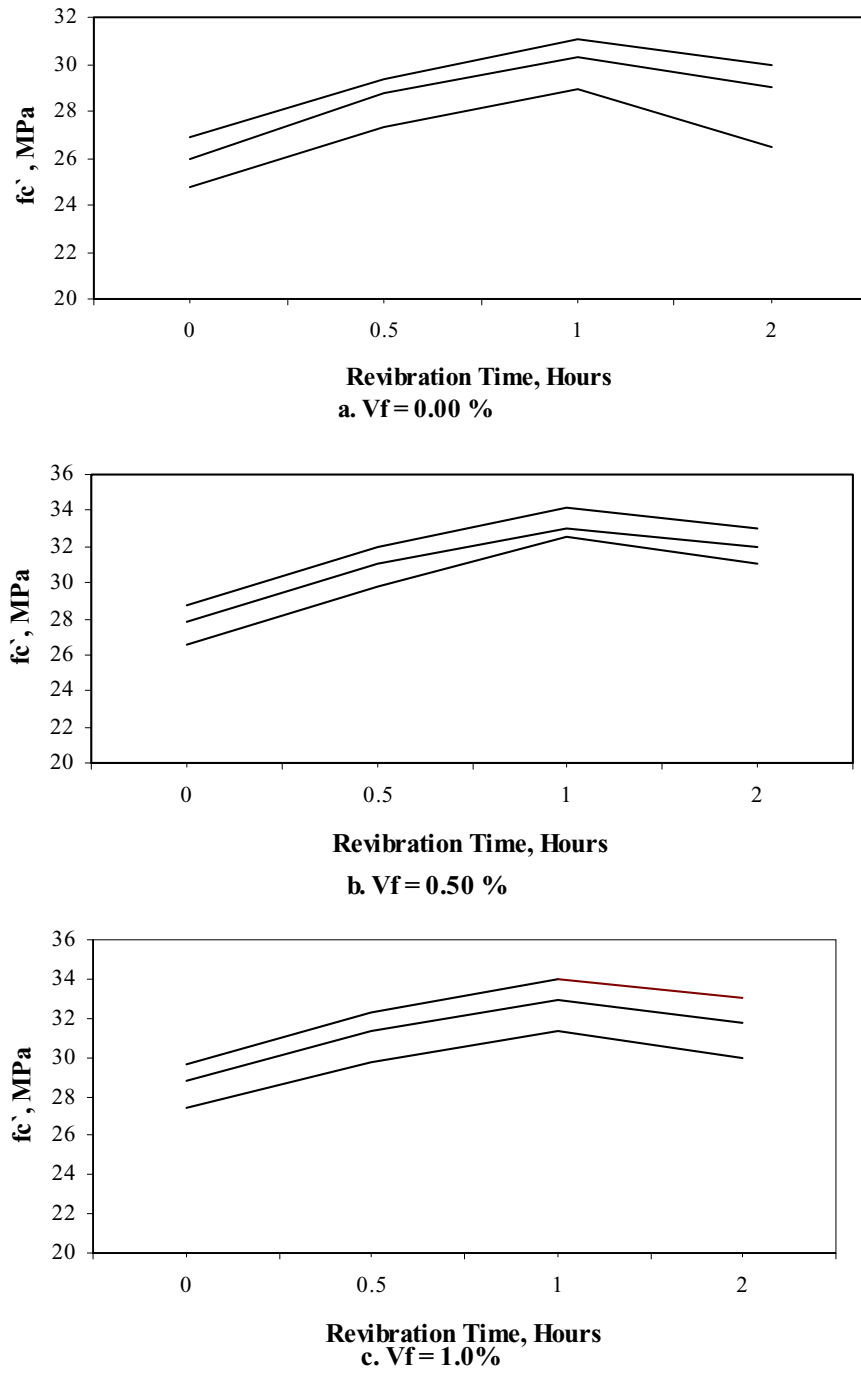 32
30
28
26
24
22
20
fc` , MPa
0 0.5 1 2
Revibration Time, Hours
a. Vf = 0.00 %
36
34
32
30
28
26
24
22
20
fc`, MPa
0 0.5 1 2
Revibration Time, Hours
b. Vf = 0.50 %
36
34
32
30
28
26
24
22
20
fc`, MPa
0 0.5 1 2
Revibration Time, Hours
c. Vf = 1.0%